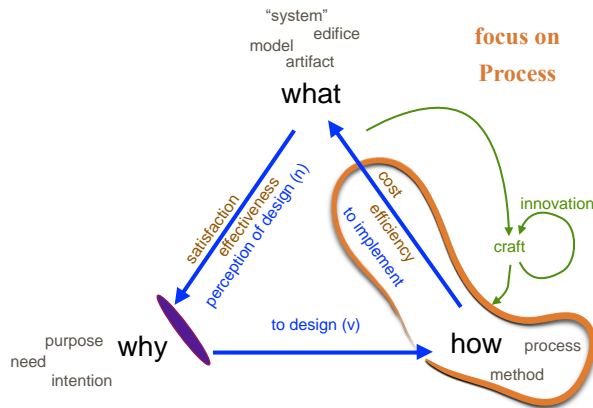 “system”
edifice
model
artifact
what
focus on
Process
satisfaction
effectiveness
perception of design (n)
cost
efficiency
to implement
innovation
craft
to design (v)
purpose
need
intention
why
how
process
method